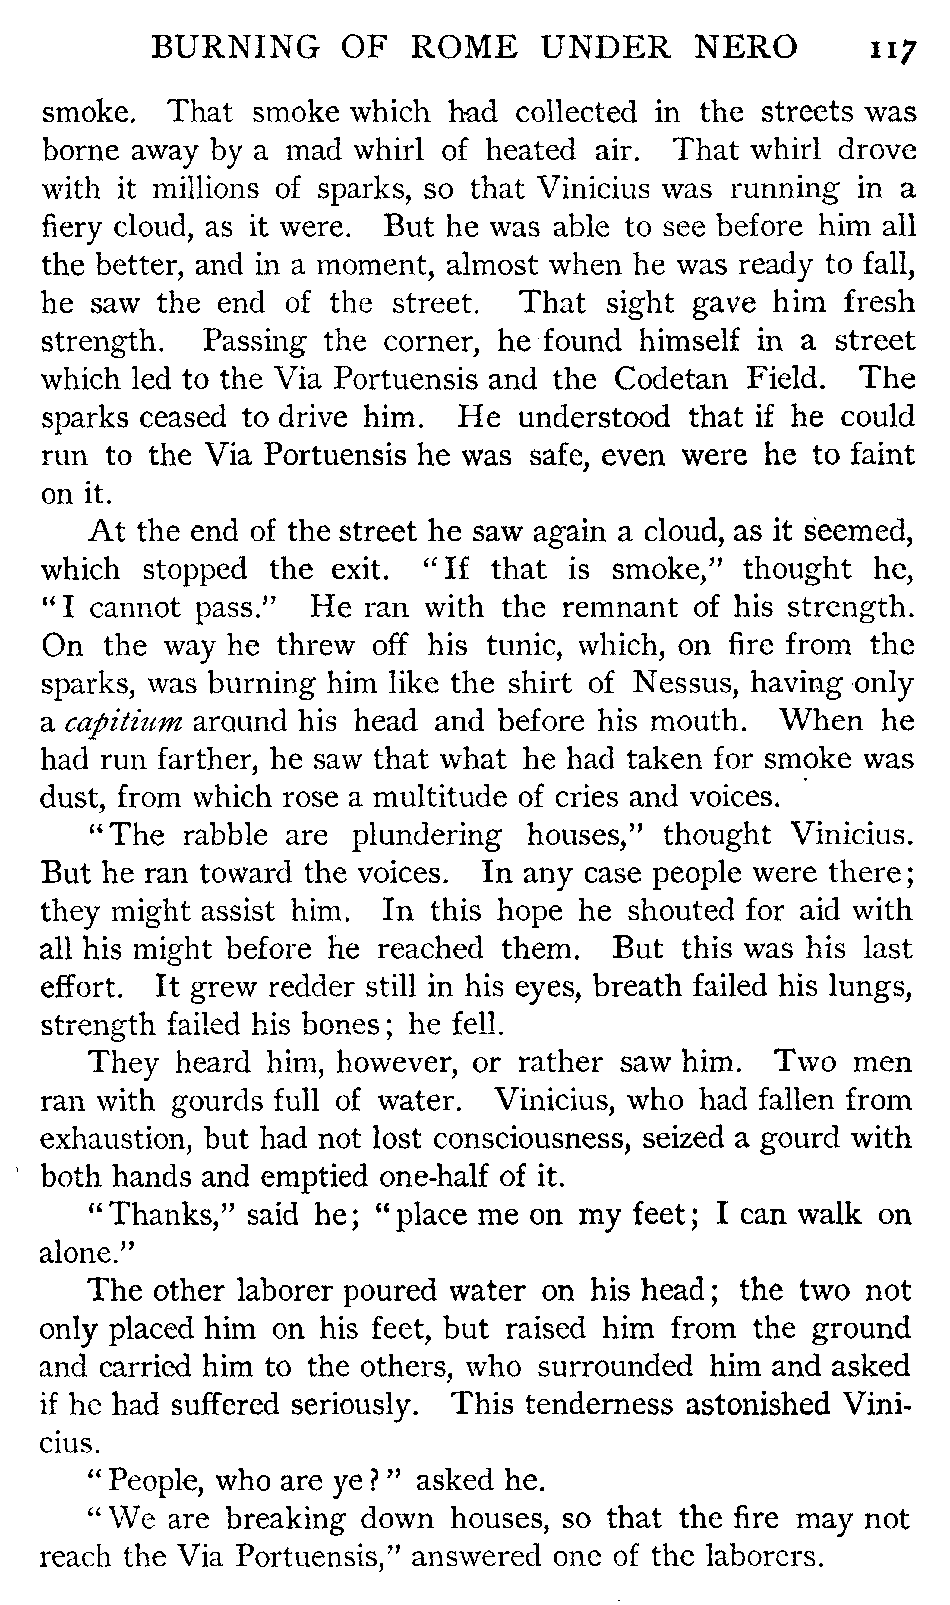 BURNING OF ROME UNDER NERO 117
smoke. That smoke which had collected in the streets was
borne away by a mad whirl of heated air. That whirl drove
with it millions of sparks, so that Vinicius was running in a
fiery cloud, as it were. But he was able to see before him all
the better, and in a moment, almost when he was ready to fall,
he saw the end of the street. That sight gave him fresh
strength. Passing the corner, he found himself in a street
which led to the Via Portuensis and the Codetan Field. The
sparks ceased to drive him. He understood that if he could
run to the Via Portuensis he was safe, even were he to faint
on it.
At the end of the street he saw again a cloud, as it seemed,
which stopped the exit. "If that is smoke," thought he,
"I cannot pass." He ran with the remnant of his strength.
On the way he threw off his tunic, which, on fire from the
sparks, was burning him like the shirt of Nessus, having only
a capitium around his head and before his mouth. When he
had run farther, he saw that what he had taken for smoke was
dust, from which rose a multitude of cries and voices.
"The rabble are plundering houses," thought Vinicius.
But he ran toward the voices. In any case people were there;
they might assist him. In this hope he shouted for aid with
all his might before he reached them. But this was his last
effort. It grew redder still in his eyes, breath failed his lungs,
strength failed his bones; he fell.
They heard him, however, or rather saw him. Two men
ran with gourds full of water. Vinicius, who had fallen from
exhaustion, but had not lost consciousness, seized a gourd with
both hands and emptied one-half of it.
"Thanks," said he; "place me on my feet; I can walk on
alone."
The other laborer poured water on his head; the two not
only placed him on his feet, but raised him from the ground
and carried him to the others, who surrounded him and asked
if he had suffered seriously. This tenderness astonished Vini-
cius.
"People, who are ye?" asked he.
"We are breaking down houses, so that the fire may not
reach the Via Portuensis," answered one of the laborers.